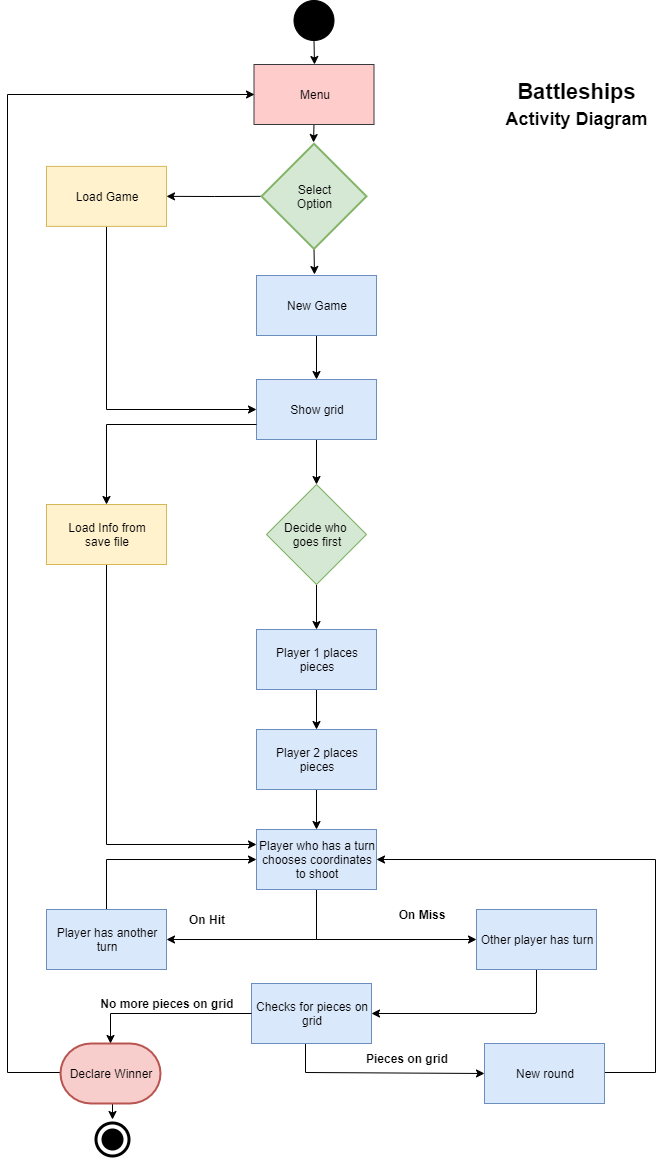 Battleships
Activity Diagram
Menu
Select
Option
Load Game
New Game
Show grid
Load Info from
save file
Decide who
goes first
Player 1 places
pieces
Player 2 places
pieces
Player who has a turn
chooses coordinates
to shoot
On Hit
On Miss
Player has another
turn
Other player has turn
No more pieces on grid
Checks for pieces on
grid
Pieces on grid
Declare Winner
New round